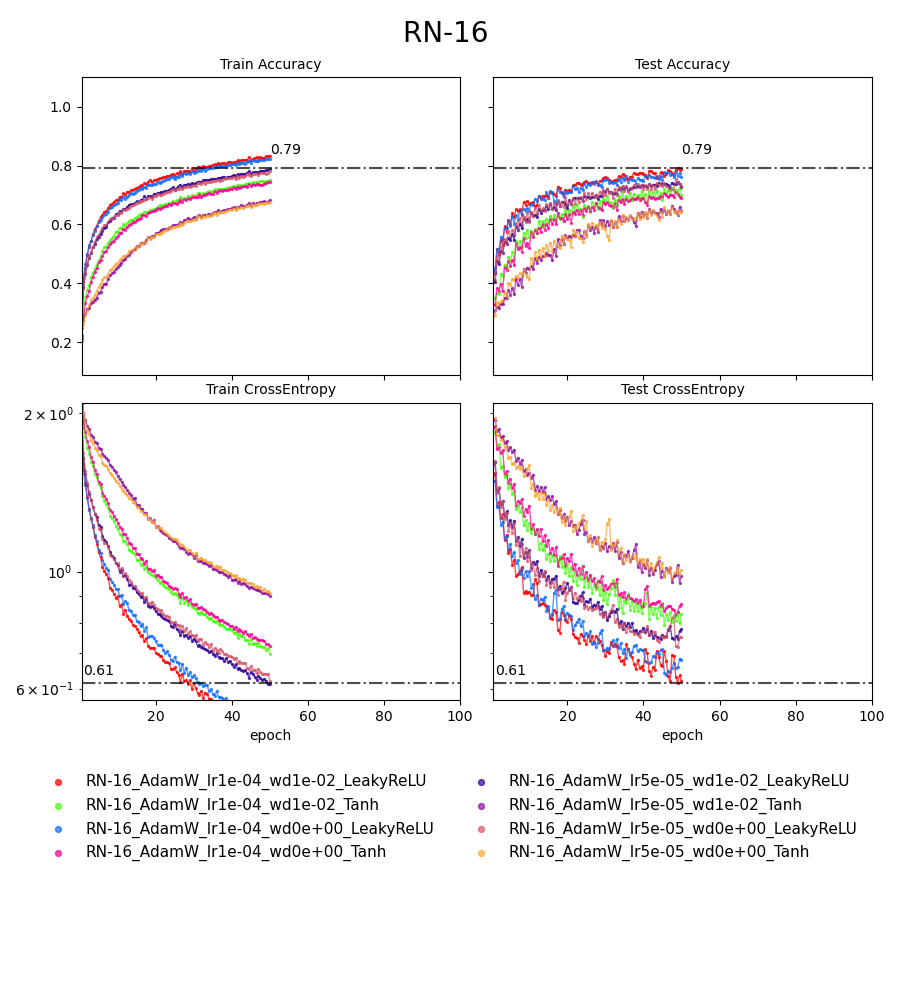 RN-16
Train Accuracy
Test Accuracy
1.0
0.8
0.6
0.4
0.2
0.79
0.79
Train CrossEntropy
Test CrossEntropy
2 × 10⁰
10⁰
6 × 10⁻¹
0.61
0.61
20 40 60 80 100
20 40 60 80 100
epoch
epoch
RN-16_AdamW_lr1e-04_wd1e-02_LeakyReLU
RN-16_AdamW_lr1e-04_wd1e-02_Tanh
RN-16_AdamW_lr1e-04_wd0e+00_LeakyReLU
RN-16_AdamW_lr1e-04_wd0e+00_Tanh
RN-16_AdamW_lr5e-05_wd1e-02_LeakyReLU
RN-16_AdamW_lr5e-05_wd1e-02_Tanh
RN-16_AdamW_lr5e-05_wd0e+00_LeakyReLU
RN-16_AdamW_lr5e-05_wd0e+00_Tanh